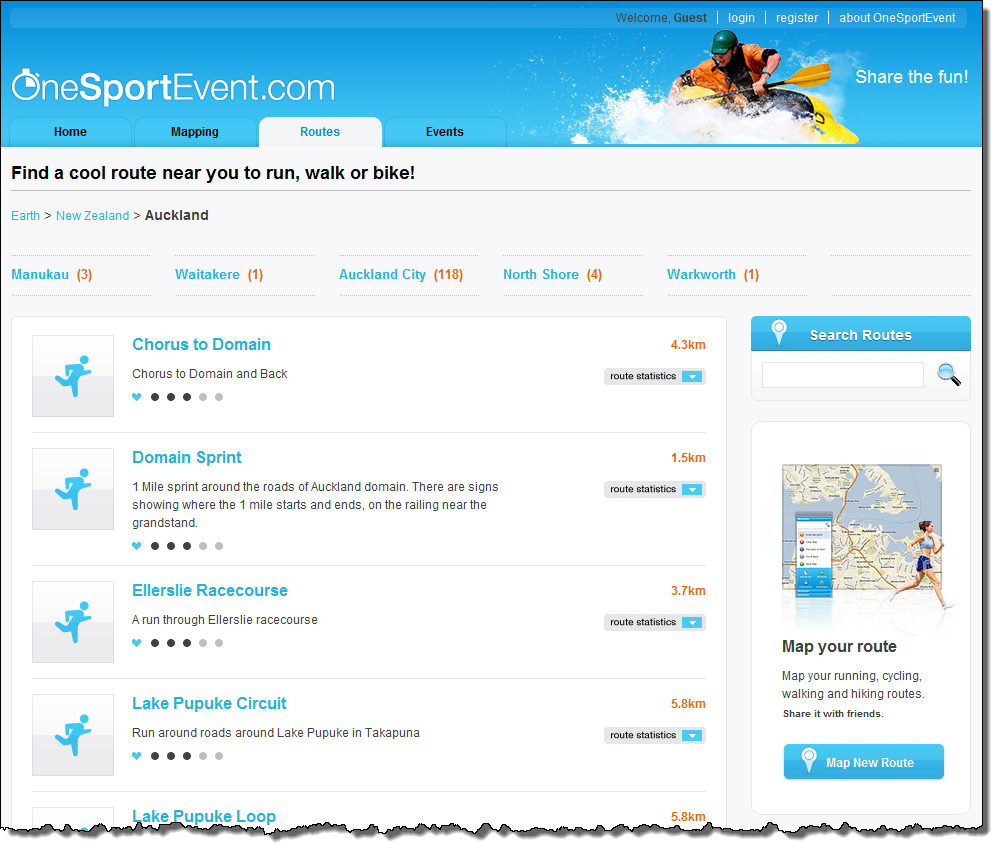 Welcome, Guest | login | register | about OneSportEvent
OneSportEvent.com
Share the fun!
Home Mapping Routes Events
Find a cool route near you to run, walk or bike!
Earth > New Zealand > Auckland
Manukau (3) Waitakere (1) Auckland City (118) North Shore (4) Warkworth (1)
Chorus to Domain 4.3km
Chorus to Domain and Back
route statistics
Domain Sprint 1.5km
1 Mile sprint around the roads of Auckland domain. There are signs
showing where the 1 mile starts and ends, on the railing near the
grandstand.
route statistics
Ellerslie Racecourse 3.7km
A run through Ellerslie racecourse
route statistics
Lake Pupuke Circuit 5.8km
Run around roads around Lake Pupuke in Takapuna
route statistics
Lake Pupuke Loop 5.8km
Search Routes
Map your route
Map your running, cycling,
walking and hiking routes.
Share it with friends.
Map New Route